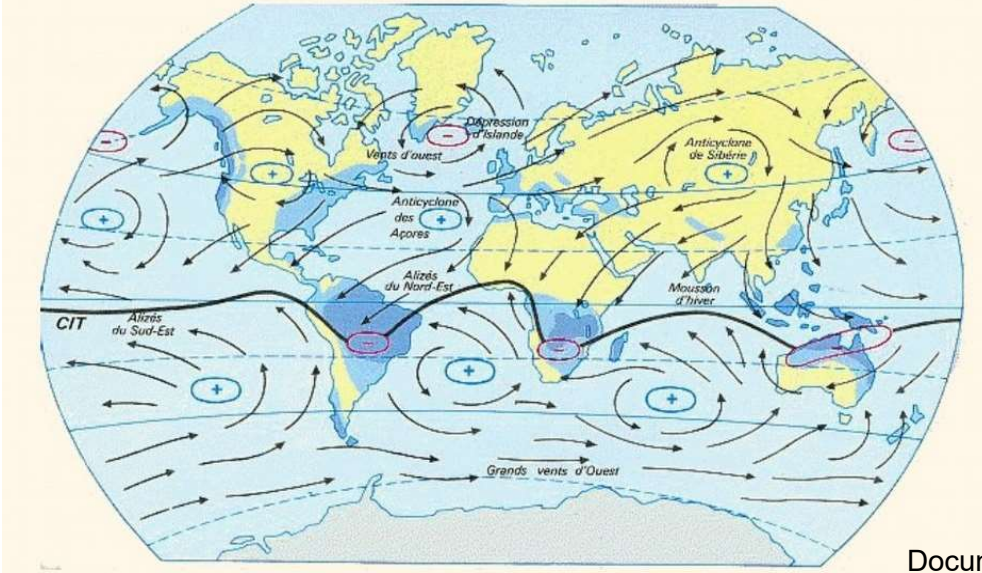 Dépression
d'Islande
Vents d'ouest
Anticyclone
de Sibérie
Anticyclone
des
Açores
Alizés
du Nord-Est
Mousson
d'hiver
CIT
Alizés
du Sud-Est
Grands vents d'Ouest
Docum
- 
- 
- 
+
+
+
+
+
+
+
-
-
-